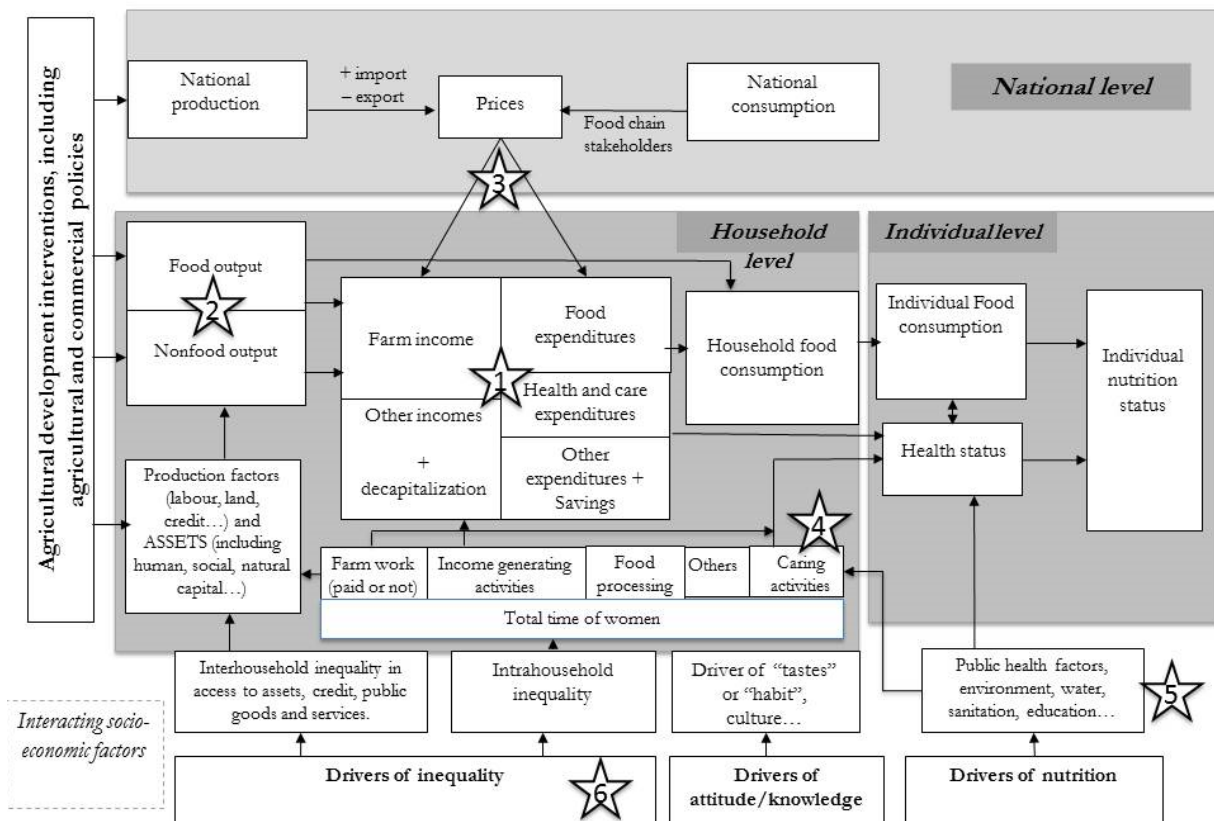 Agricultural development interventions, including
agricultural and commercial policies
National
production
+ import
– export
Prices
Food chain
stakeholders
National
consumption
National level
3
Household
level
Individual level
Food output
2
Nonfood output
Farm income
1
Other incomes
+
decapitalization
Food
expenditures
Health and care
expenditures
Other
expenditures +
Savings
Household food
consumption
Individual Food
consumption
Health status
Individual
nutrition
status
Production factors
(labour, land,
credit…) and
ASSETS (including
human, social, natural
capital…)
4
Farm work
(paid or not)
Income generating
activities
Food
processing
Others
Caring
activities
Total time of women
Interhousehold inequality in
access to assets, credit, public
goods and services.
Intrahousehold
inequality
Driver of “tastes”
or “habit”,
culture…
Public health factors,
environment, water,
sanitation, education…
5
Interacting socio-
economic factors
Drivers of inequality
6
Drivers of
attitude/knowledge
Drivers of nutrition